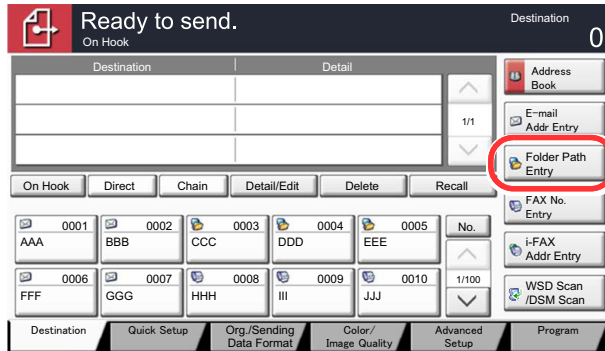 Ready to send.
On Hook
Destination
0
Destination
Detail
1/1
Address
Book
E-mail
Addr Entry
Folder Path
Entry
FAX No.
Entry
i-FAX
Addr Entry
WSD Scan
/DSM Scan
On Hook
Direct
Chain
Detail/Edit
Delete
Recall
0001
AAA
0002
BBB
0003
CCC
0004
DDD
0005
EEE
No.
0006
FFF
0007
GGG
0008
HHH
0009
III
0010
JJJ
1/100
Destination
Quick Setup
Org./Sending
Data Format
Color/
Image Quality
Advanced
Setup
Program